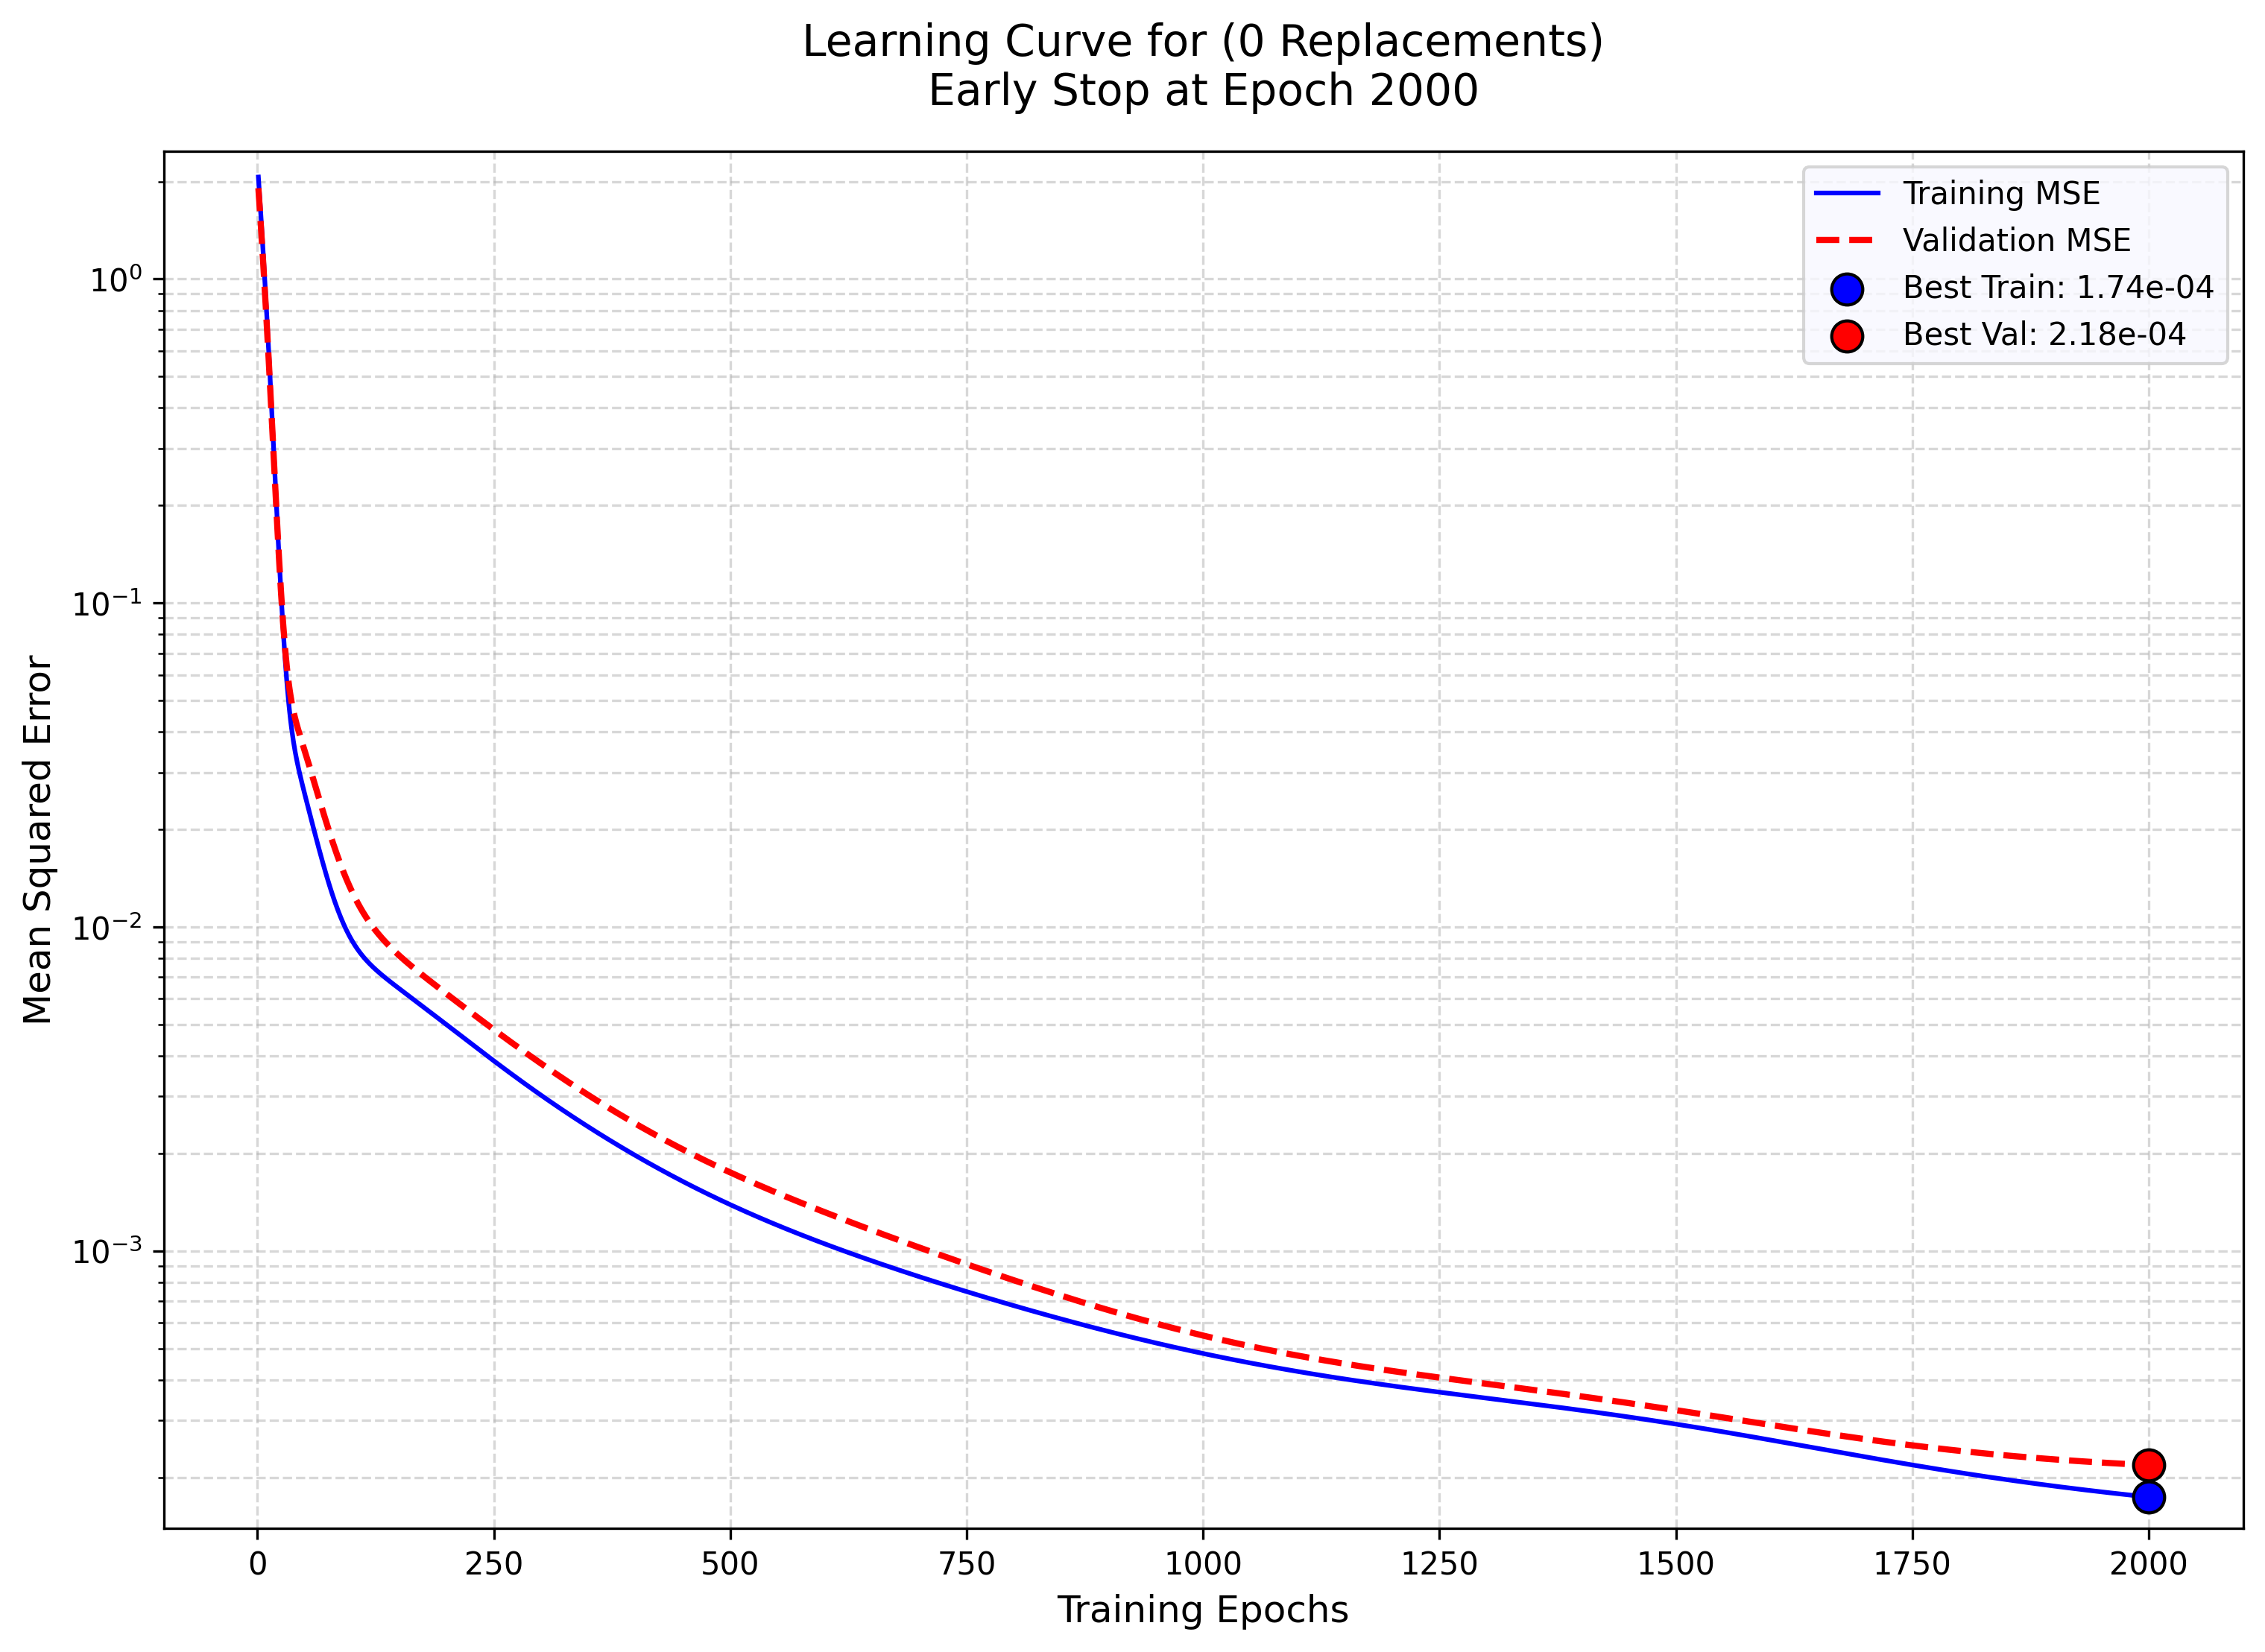 Learning Curve for (0 Replacements)
Early Stop at Epoch 2000
Training MSE
Validation MSE
Best Train: 1.74e-04
Best Val: 2.18e-04
Mean Squared Error
10⁰
10⁻¹
10⁻²
10⁻³
0 250 500 750 1000 1250 1500 1750 2000
Training Epochs